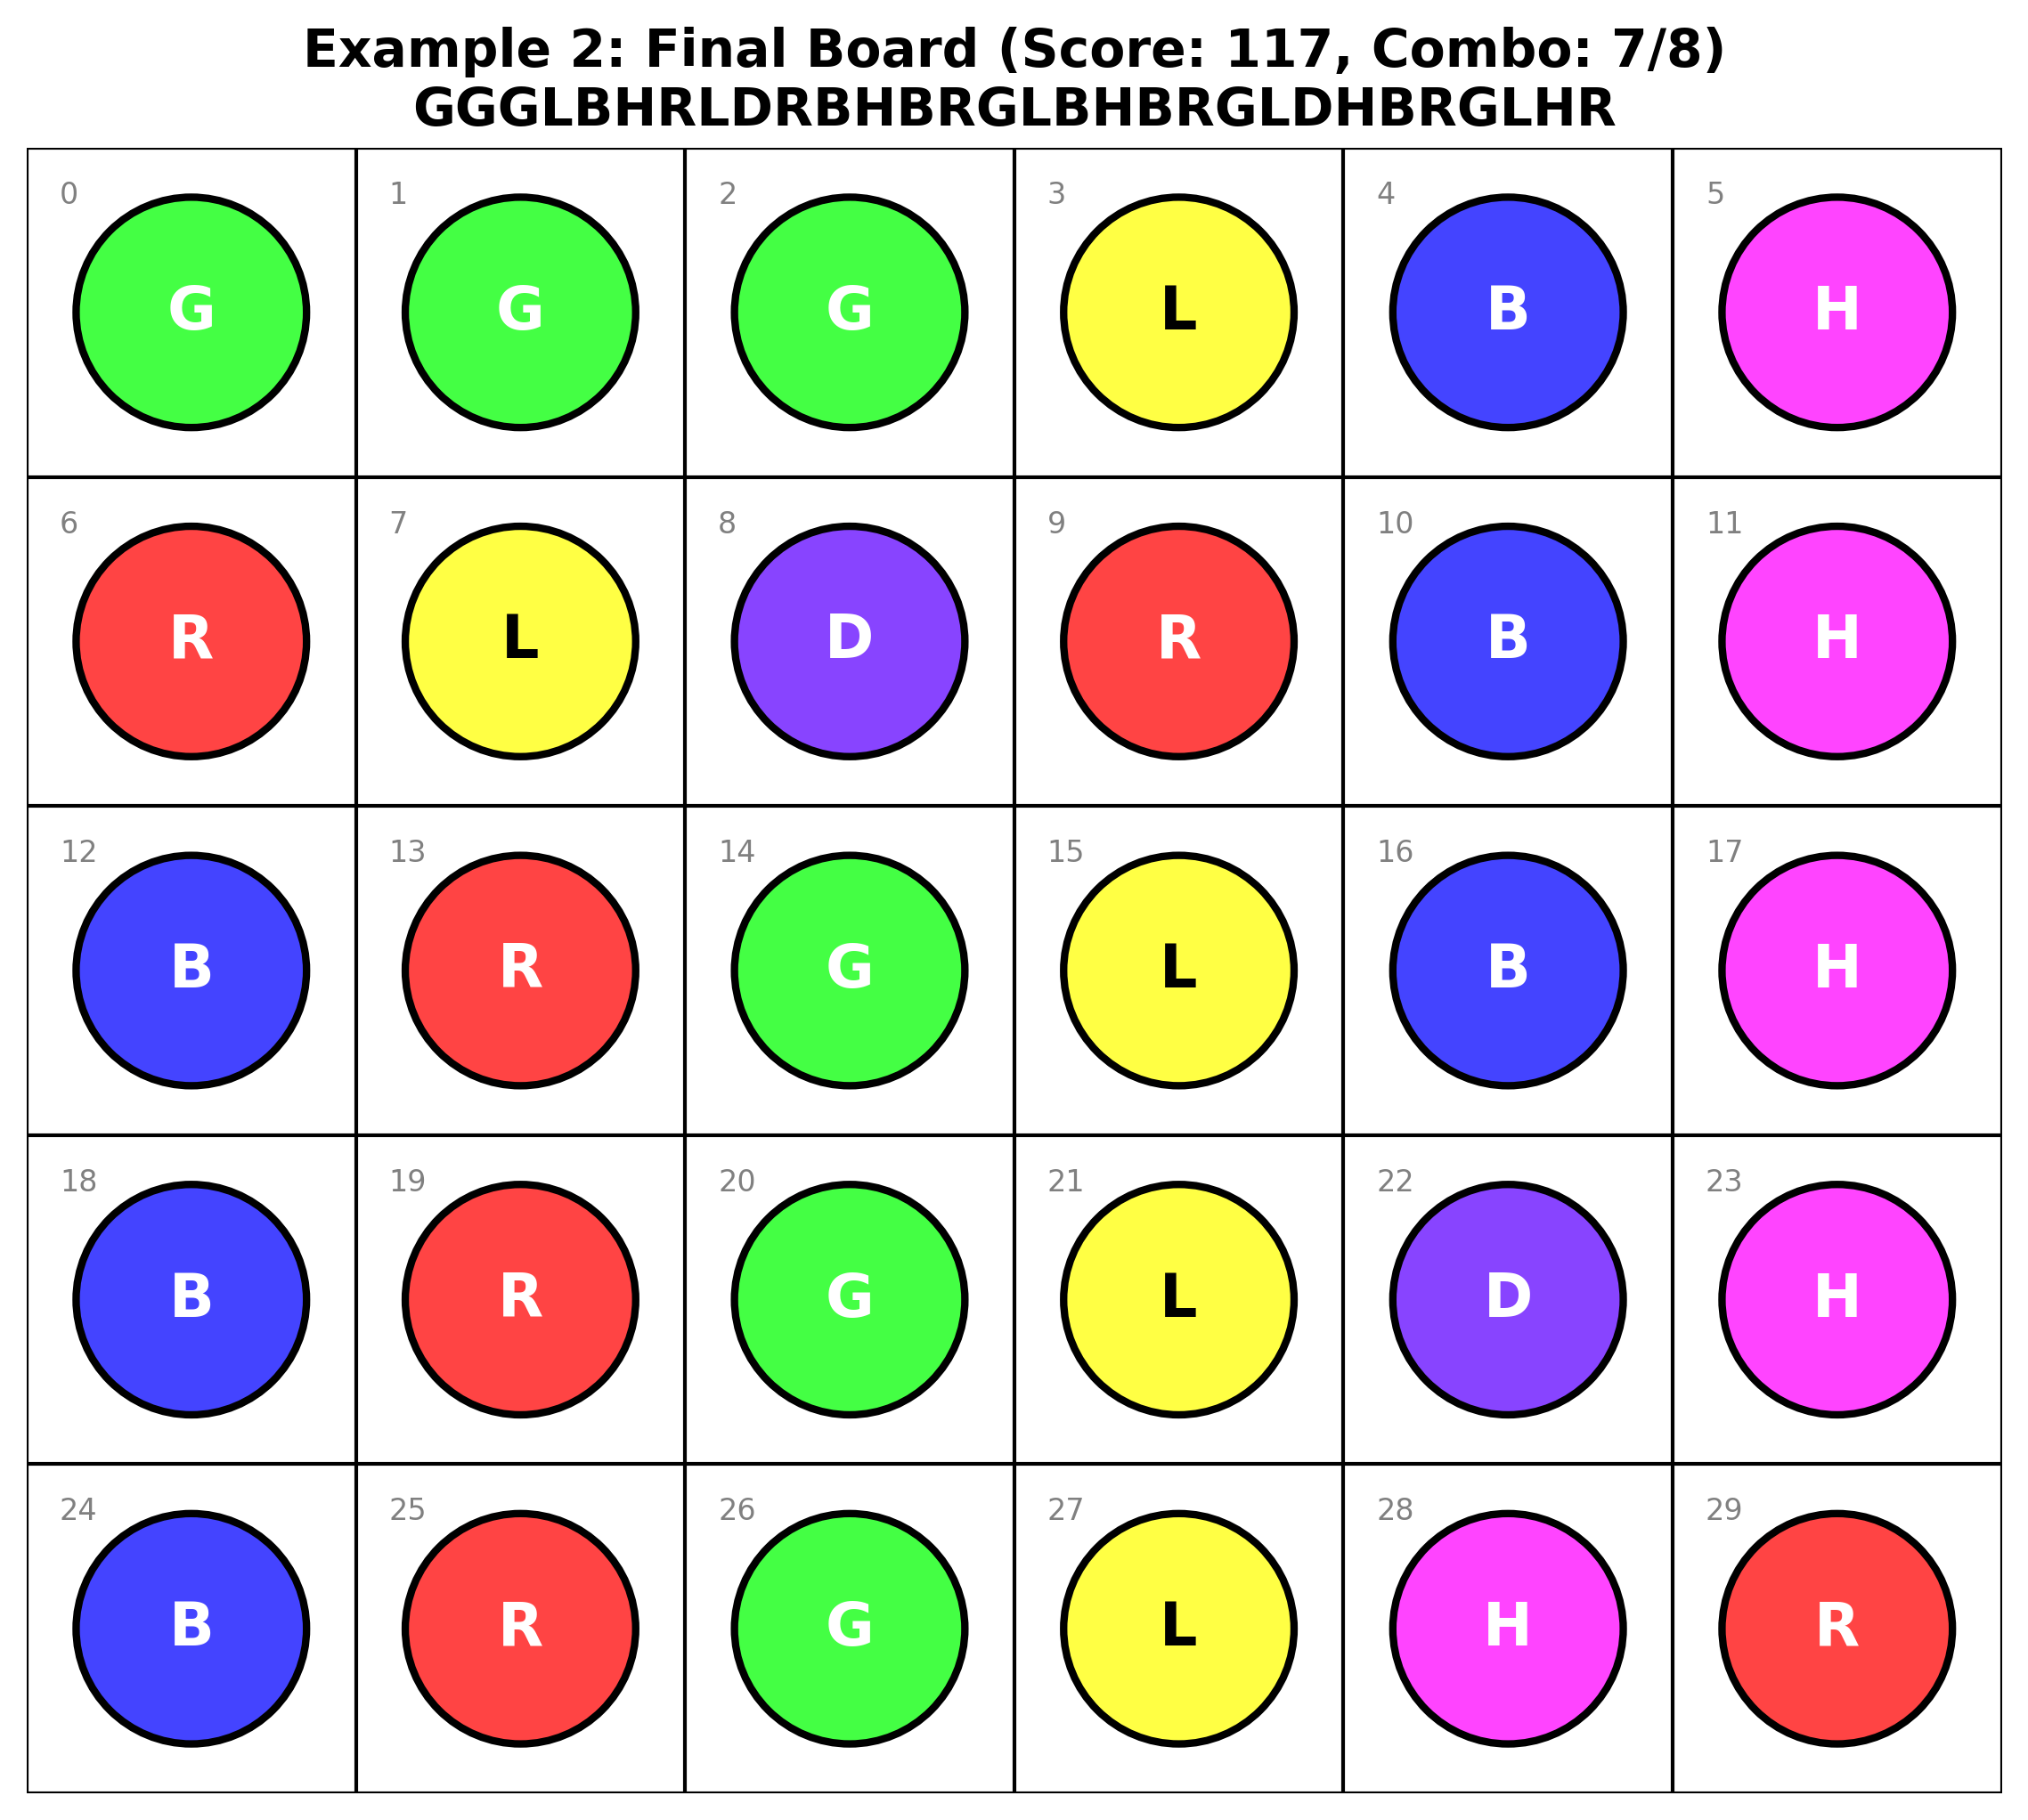 Example 2: Final Board (Score: 117, Combo: 7/8)
GGGLBHRLDRBHBRGLBHBRGLDHBRGLHR
0 1 2 3 4 5
G G G L B H
6 7 8 9 10 11
R L D R B H
12 13 14 15 16 17
B R G L B H
18 19 20 21 22 23
B R G L D H
24 25 26 27 28 29
B R G L H R